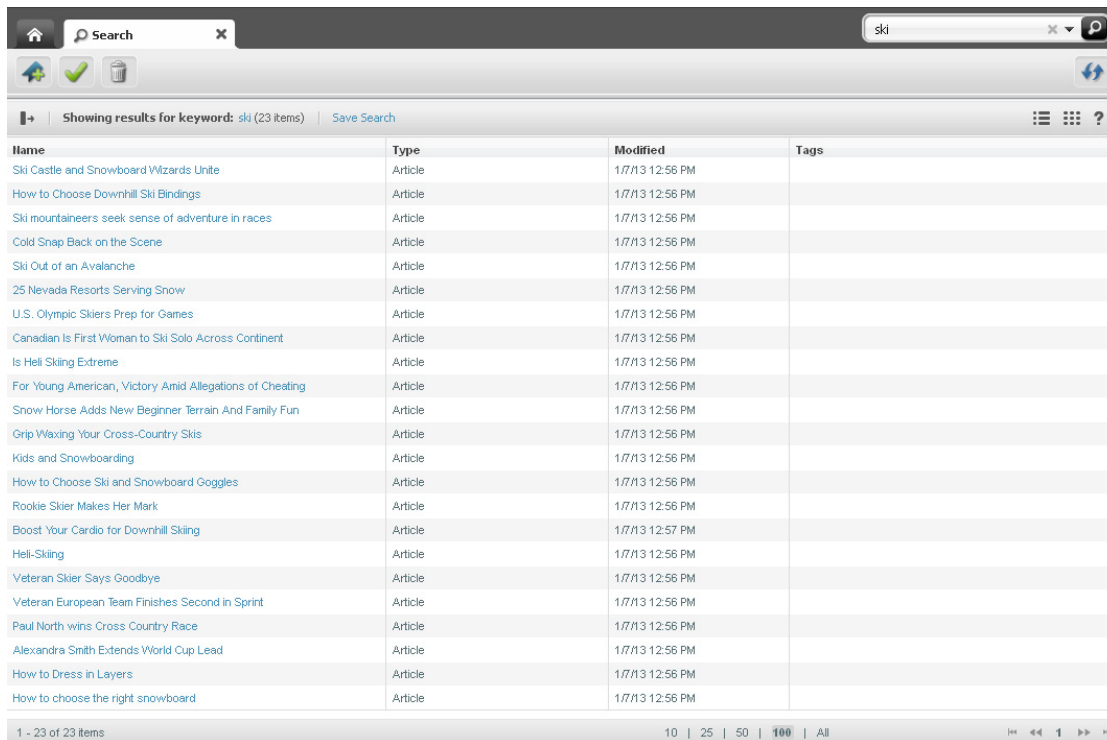 Search
ski
Showing results for keyword: ski (23 items) | Save Search
?
Name Type Modified Tags
Ski Castle and Snowboard Wizards Unite Article 1/7/13 12:56 PM
How to Choose Downhill Ski Bindings Article 1/7/13 12:56 PM
Ski mountaineers seek sense of adventure in races Article 1/7/13 12:56 PM
Cold Snap Back on the Scene Article 1/7/13 12:56 PM
Ski Out of an Avalanche Article 1/7/13 12:56 PM
25 Nevada Resorts Serving Snow Article 1/7/13 12:56 PM
U.S. Olympic Skiers Prep for Games Article 1/7/13 12:56 PM
Canadian Is First Woman to Ski Solo Across Continent Article 1/7/13 12:56 PM
Is Heli Skiing Extreme Article 1/7/13 12:56 PM
For Young American, Victory Amid Allegations of Cheating Article 1/7/13 12:56 PM
Snow Horse Adds New Beginner Terrain And Family Fun Article 1/7/13 12:56 PM
Grip Waxing Your Cross-Country Skis Article 1/7/13 12:56 PM
Kids and Snowboarding Article 1/7/13 12:56 PM
How to Choose Ski and Snowboard Goggles Article 1/7/13 12:56 PM
Rookie Skier Makes Her Mark Article 1/7/13 12:56 PM
Boost Your Cardio for Downhill Skiing Article 1/7/13 12:57 PM
Heli-Skiing Article 1/7/13 12:56 PM
Veteran Skier Says Goodbye Article 1/7/13 12:56 PM
Veteran European Team Finishes Second in Sprint Article 1/7/13 12:56 PM
Paul North wins Cross Country Race Article 1/7/13 12:56 PM
Alexandra Smith Extends World Cup Lead Article 1/7/13 12:56 PM
How to Dress in Layers Article 1/7/13 12:56 PM
How to choose the right snowboard Article 1/7/13 12:56 PM
1 - 23 of 23 items 10 | 25 | 50 | 100 | All 1